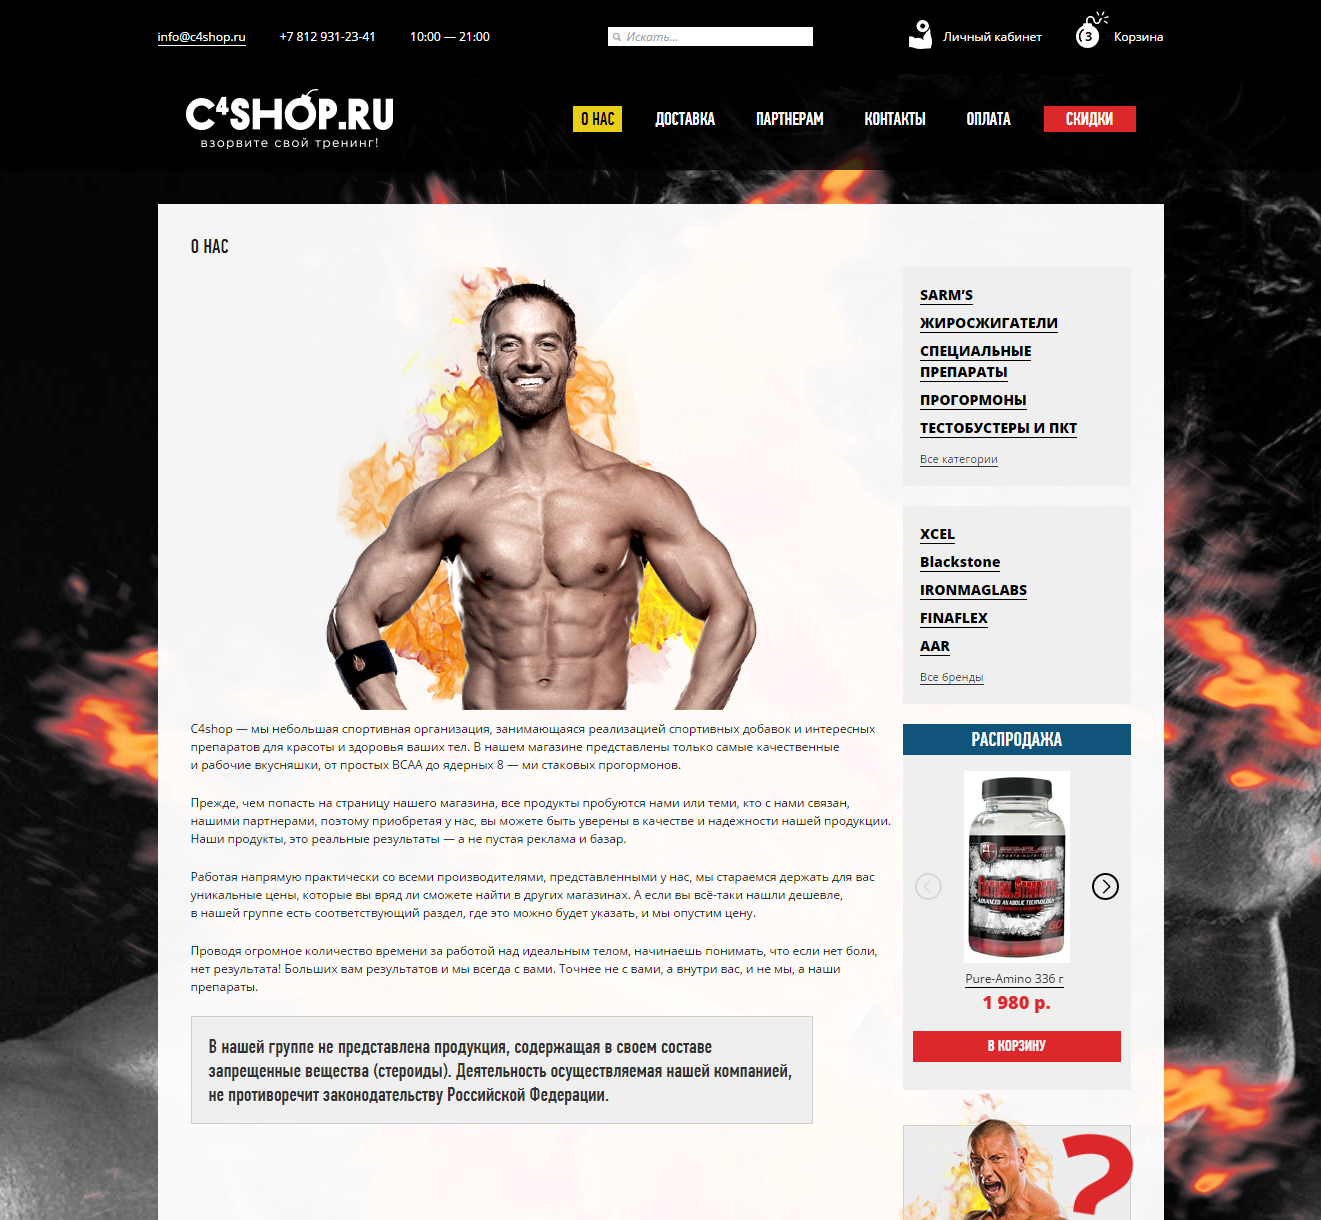 info@c4shop.ru
+7 812 931-23-41
10:00 — 21:00
Искать...
Личный кабинет
3
Корзина
C4SHOP.RU
взорвите свой тренинг!
О НАС
ДОСТАВКА
ПАРТНЕРАМ
КОНТАКТЫ
ОПЛАТА
СКИДКИ
О НАС
SARM'S
ЖИРОСЖИГАТЕЛИ
СПЕЦИАЛЬНЫЕ
ПРЕПАРАТЫ
ПРОГОРМОНЫ
ТЕСТОБУСТЕРЫ И ПКТ
Все категории
XCEL
Blackstone
IRONMAGLABS
FINAFLEX
AAR
Все бренды
C4shop — мы небольшая спортивная организация, занимающаяся реализацией спортивных добавок и интересных
препаратов для красоты и здоровья ваших тел. В нашем магазине представлены только самые качественные
и рабочие вкусняшки, от простых BCAA до ядерных 8 — ми стаковых прогормонов.
Прежде, чем попасть на страницу нашего магазина, все продукты пробуются нами или теми, кто с нами связан,
нашими партнерами, поэтому приобретая у нас, вы можете быть уверены в качестве и надежности нашей продукции.
Наши продукты, это реальные результаты — а не пустая реклама и базар.
Работая напрямую практически со всеми производителями, представленными у нас, мы стараемся держать для вас
уникальные цены, которые вы вряд ли сможете найти в других магазинах. А если вы всё-таки нашли дешевле,
в нашей группе есть соответствующий раздел, где это можно будет указать, и мы опустим цену.
Проводя огромное количество времени за работой над идеальным телом, начинаешь понимать, что если нет боли,
нет результата! Больших вам результатов и мы всегда с вами. Точнее не с вами, а внутри вас, и не мы, а наши
препараты.
В нашей группе не представлена продукция, содержащая в своем составе
запрещенные вещества (стероиды). Деятельность осуществляемая нашей компанией,
не противоречит законодательству Российской Федерации.
РАСПРОДАЖА
SPORTS NUTRITION
ADVANCED ANABOLIC TECHNOLOGY
Pure-Amino 336 г
1 980 р.
В КОРЗИНУ
?